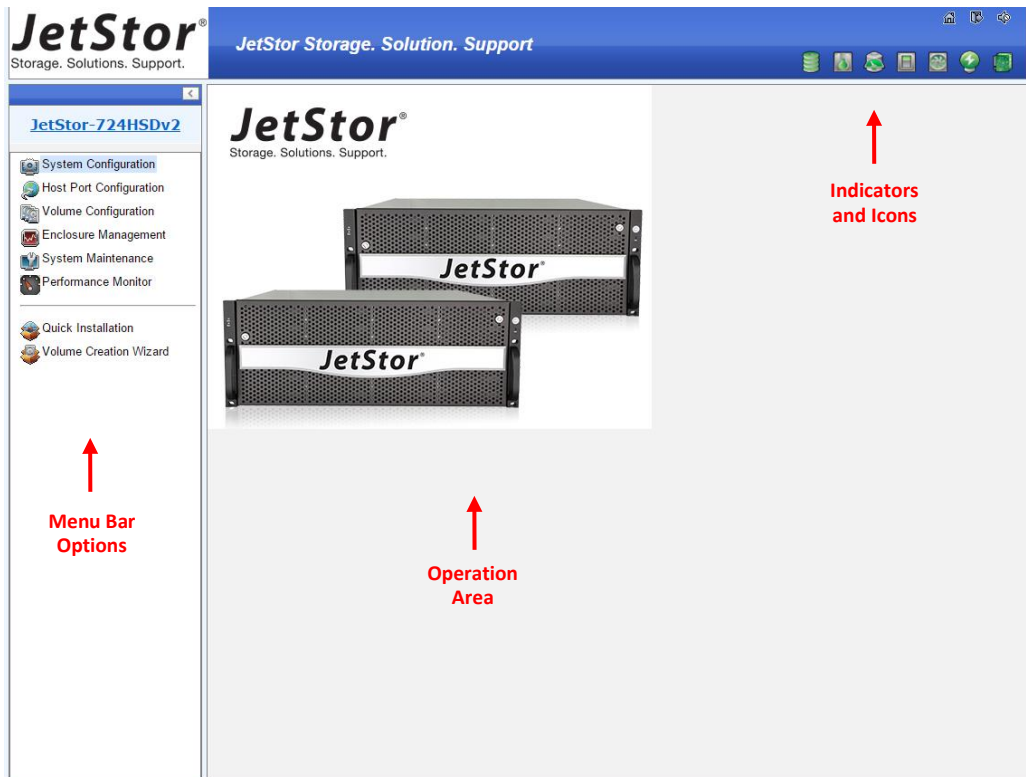 JetStor®
Storage. Solutions. Support.
JetStor Storage. Solution. Support
JetStor-724HSDv2
System Configuration
Host Port Configuration
Volume Configuration
Enclosure Management
System Maintenance
Performance Monitor
Quick Installation
Volume Creation Wizard
Menu Bar
Options
JetStor®
Storage. Solutions. Support.
JetStor®
JetStor®
Operation
Area
Indicators
and Icons